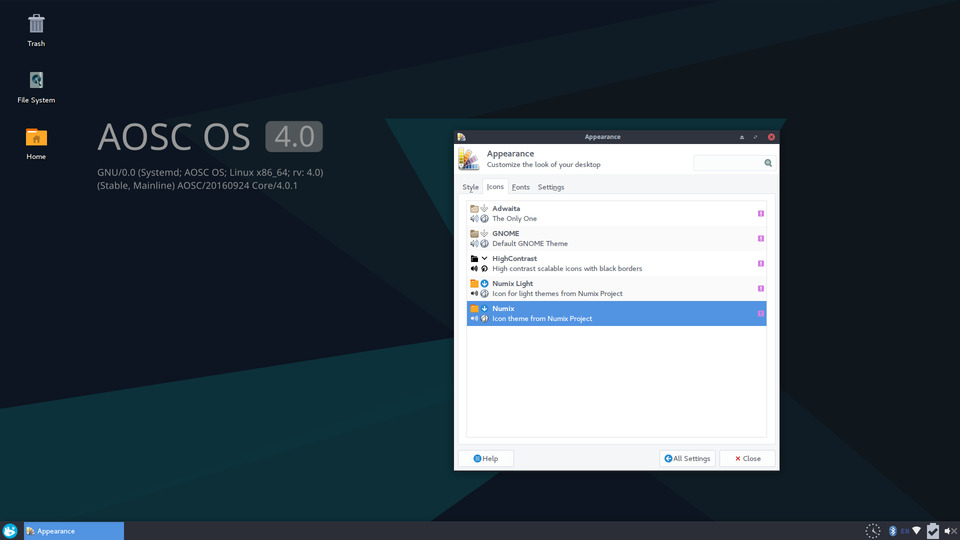 Trash
File System
Home
AOSC OS 4.0
GNU/0.0 (Systemd; AOSC OS; Linux x86_64; rv: 4.0)
(Stable, Mainline) AOSC/20160924 Core/4.0.1
Appearance
Appearance
Customize the look of your desktop
Style Icons Fonts Settings
Adwaita
The Only One
GNOME
Default GNOME Theme
HighContrast
High contrast scalable icons with black borders
Numix Light
Icon for light themes from Numix Project
Numix
Icon theme from Numix Project
Help All Settings Close
Appearance EN